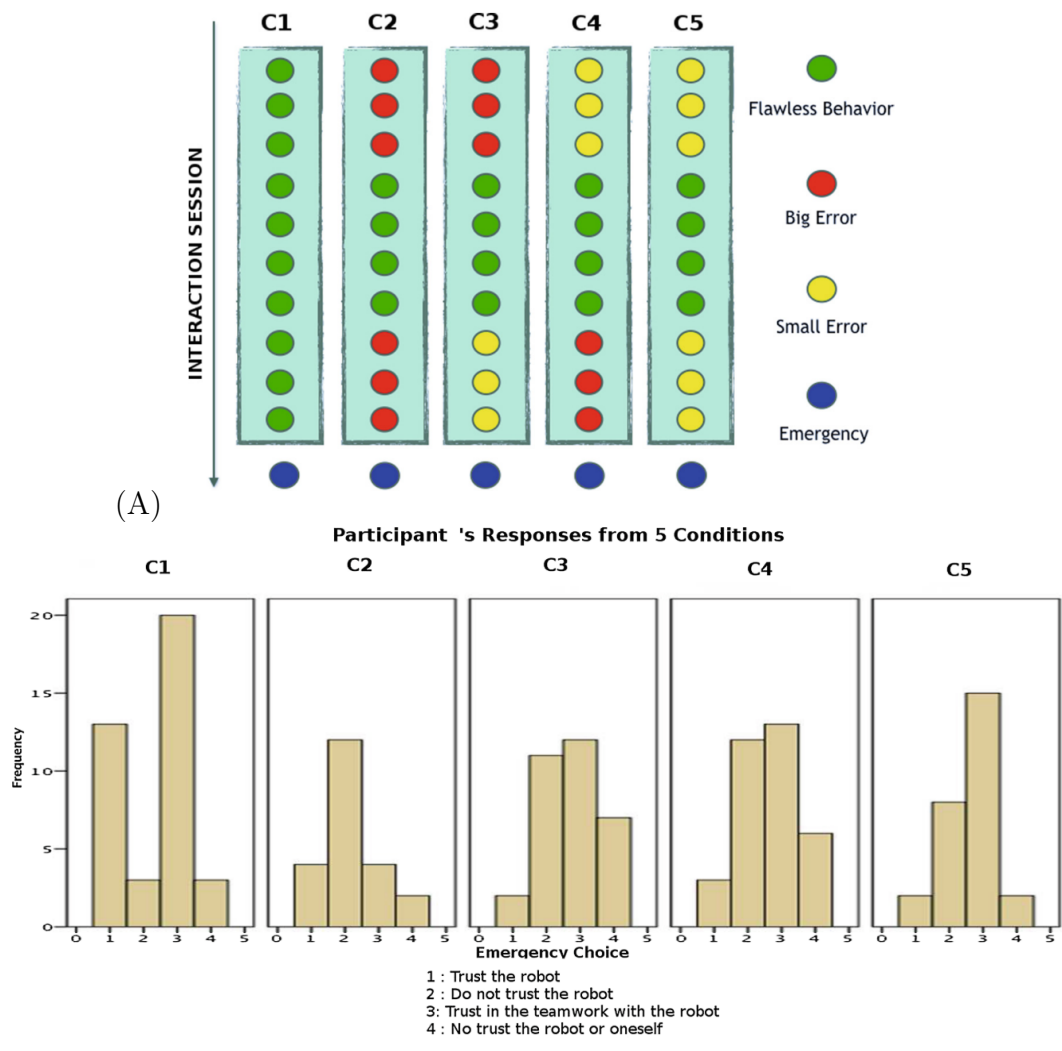 C1 C2 C3 C4 C5
INTERACTION SESSION
Flawless Behavior
Big Error
Small Error
Emergency
(A)
Participant 's Responses from 5 Conditions
C1 C2 C3 C4 C5
Frequency
20
15
10
5
0
0 1 2 3 4 5 0 1 2 3 4 5 0 1 2 3 4 5 0 1 2 3 4 5 0 1 2 3 4 5
Emergency Choice
1 : Trust the robot
2 : Do not trust the robot
3: Trust in the teamwork with the robot
4 : No trust the robot or oneself